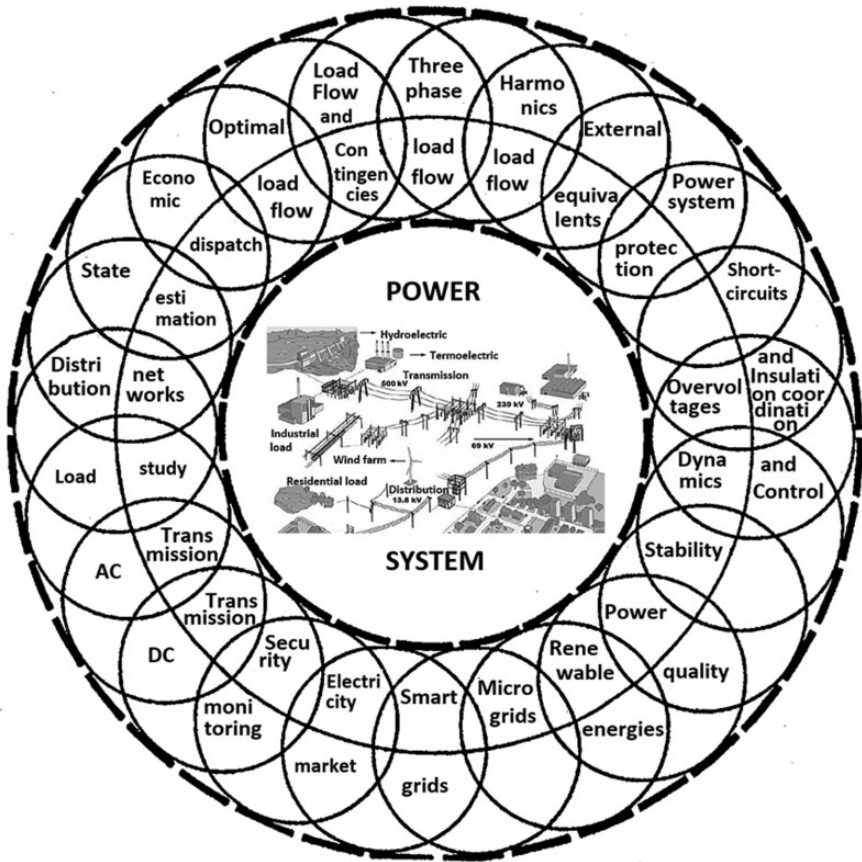 Three
phase
load
flow
Harmo
nics
load
flow
External
equiva
lents
Power
system
protec
tion
Short-
circuits
and
Insulati
on coor
dinati
on
Overvol
tages
Dyna
mics
and
Control
Stability
Power
quality
Rene
wable
energies
Micro
grids
Smart
grids
Electri
city
market
Secu
rity
moni
toring
Trans
mission
DC
Trans
mission
AC
Load
study
Distri
bution
net
works
State
esti
mation
Econo
mic
dispatch
Optimal
load
flow
Load
Flow
and
Con
tingen
cies
POWER
Hydroelectric
Termoelectric
Transmission
500 kV
230 kV
Industrial
load
69 kV
Wind farm
Residential load
Distribution
13.8 kV
SYSTEM